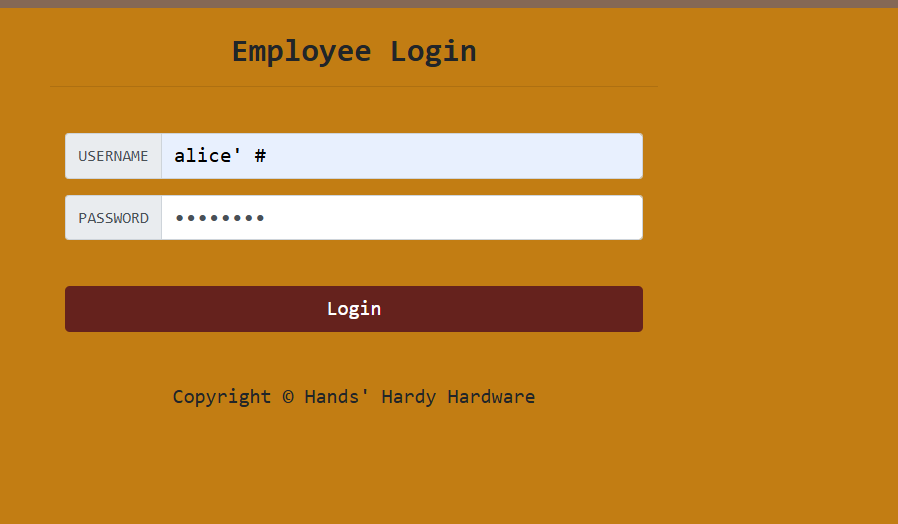 Employee Login
USERNAME alice' #
PASSWORD ••••••••
Login
Copyright © Hands' Hardy Hardware